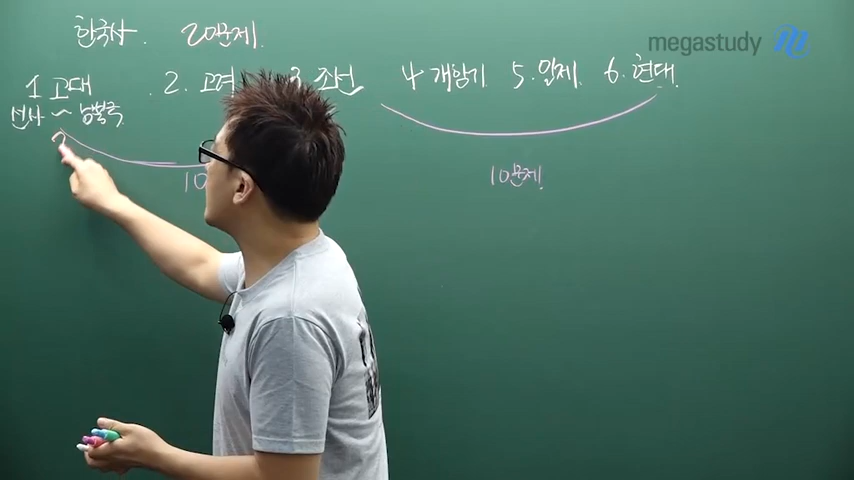 한국사. 20문제.
megastudy
1. 고대 2. 고려 3. 조선 4. 개항기 5. 일제. 6. 현대.
선사 ~ 남북국
10
10문제.